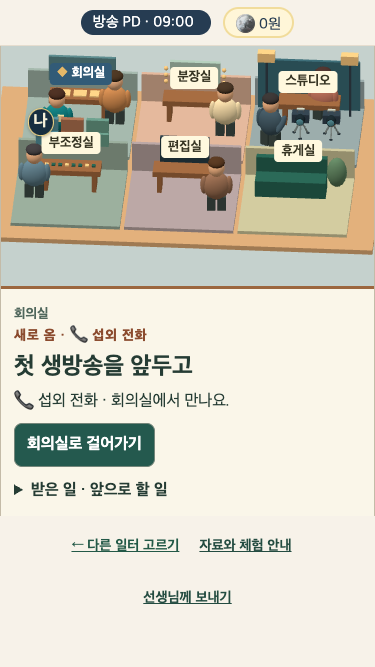 방송 PD · 09:00
0원
회의실
분장실
스튜디오
나
부조정실
편집실
휴게실
회의실
새로 옴 · 섭외 전화
첫 생방송을 앞두고
섭외 전화 · 회의실에서 만나요.
회의실로 걸어가기
▶ 받은 일 · 앞으로 할 일
← 다른 일터 고르기
자료와 체험 안내
선생님께 보내기